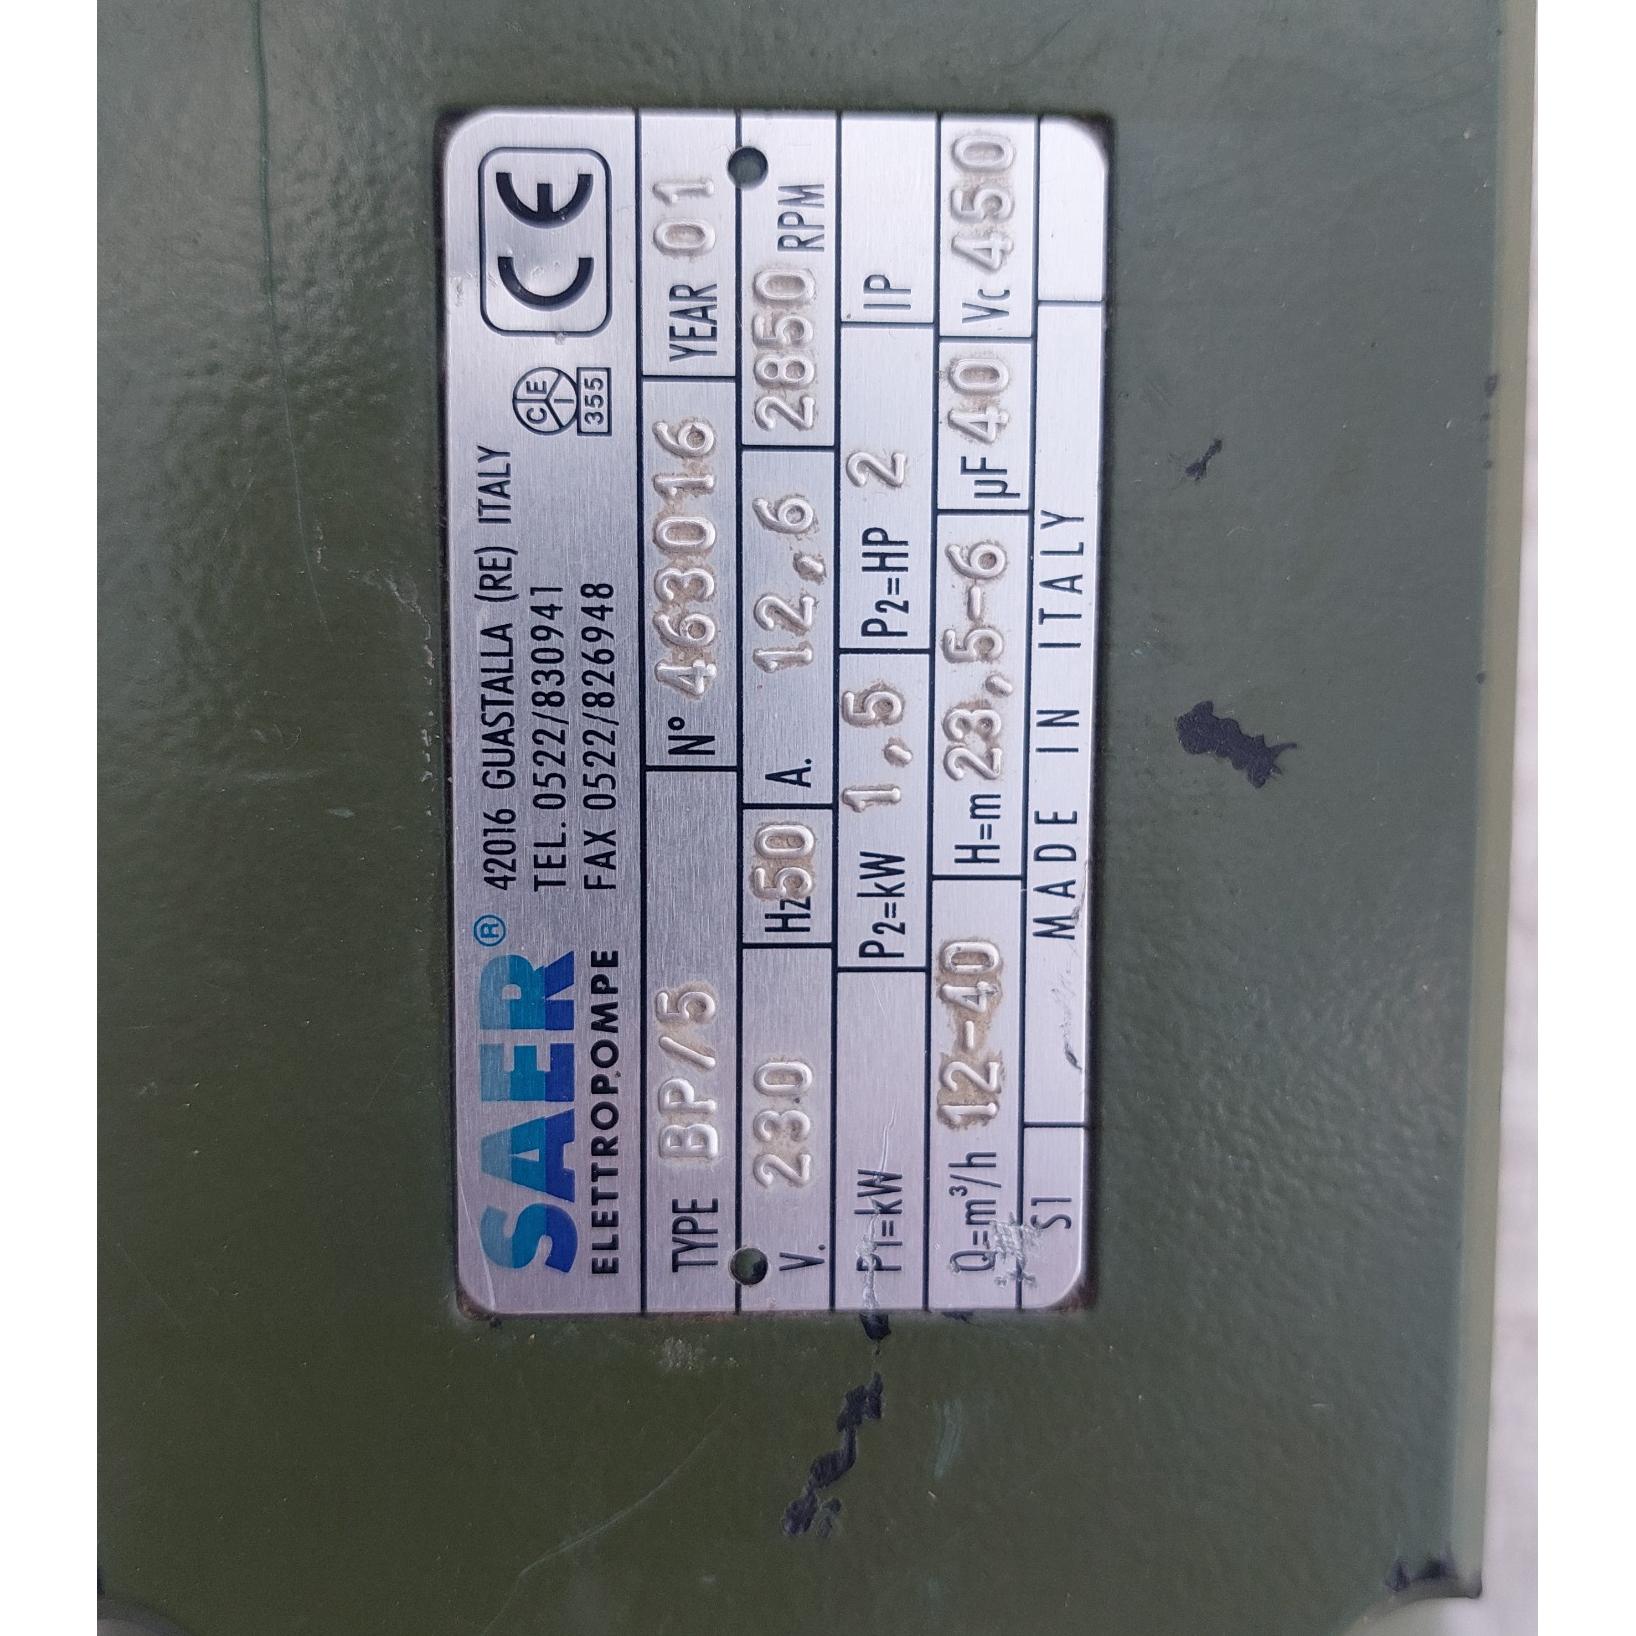 SAER® 42016 GUASTALLA (RE) ITALY
TEL. 0522/830941
ELETTROPOMPE FAX 0522/826948
CEI 355
CE
TYPE BP/5 N° 463016 YEAR 01
V. 230 Hz 50 A. 12,6 2850 RPM
P1=kW P2=kW 1,5 P2=HP 2 IP
Q=m³/h 12-40 H=m 23,5-6 µF 40 Vc 450
S1 MADE IN ITALY